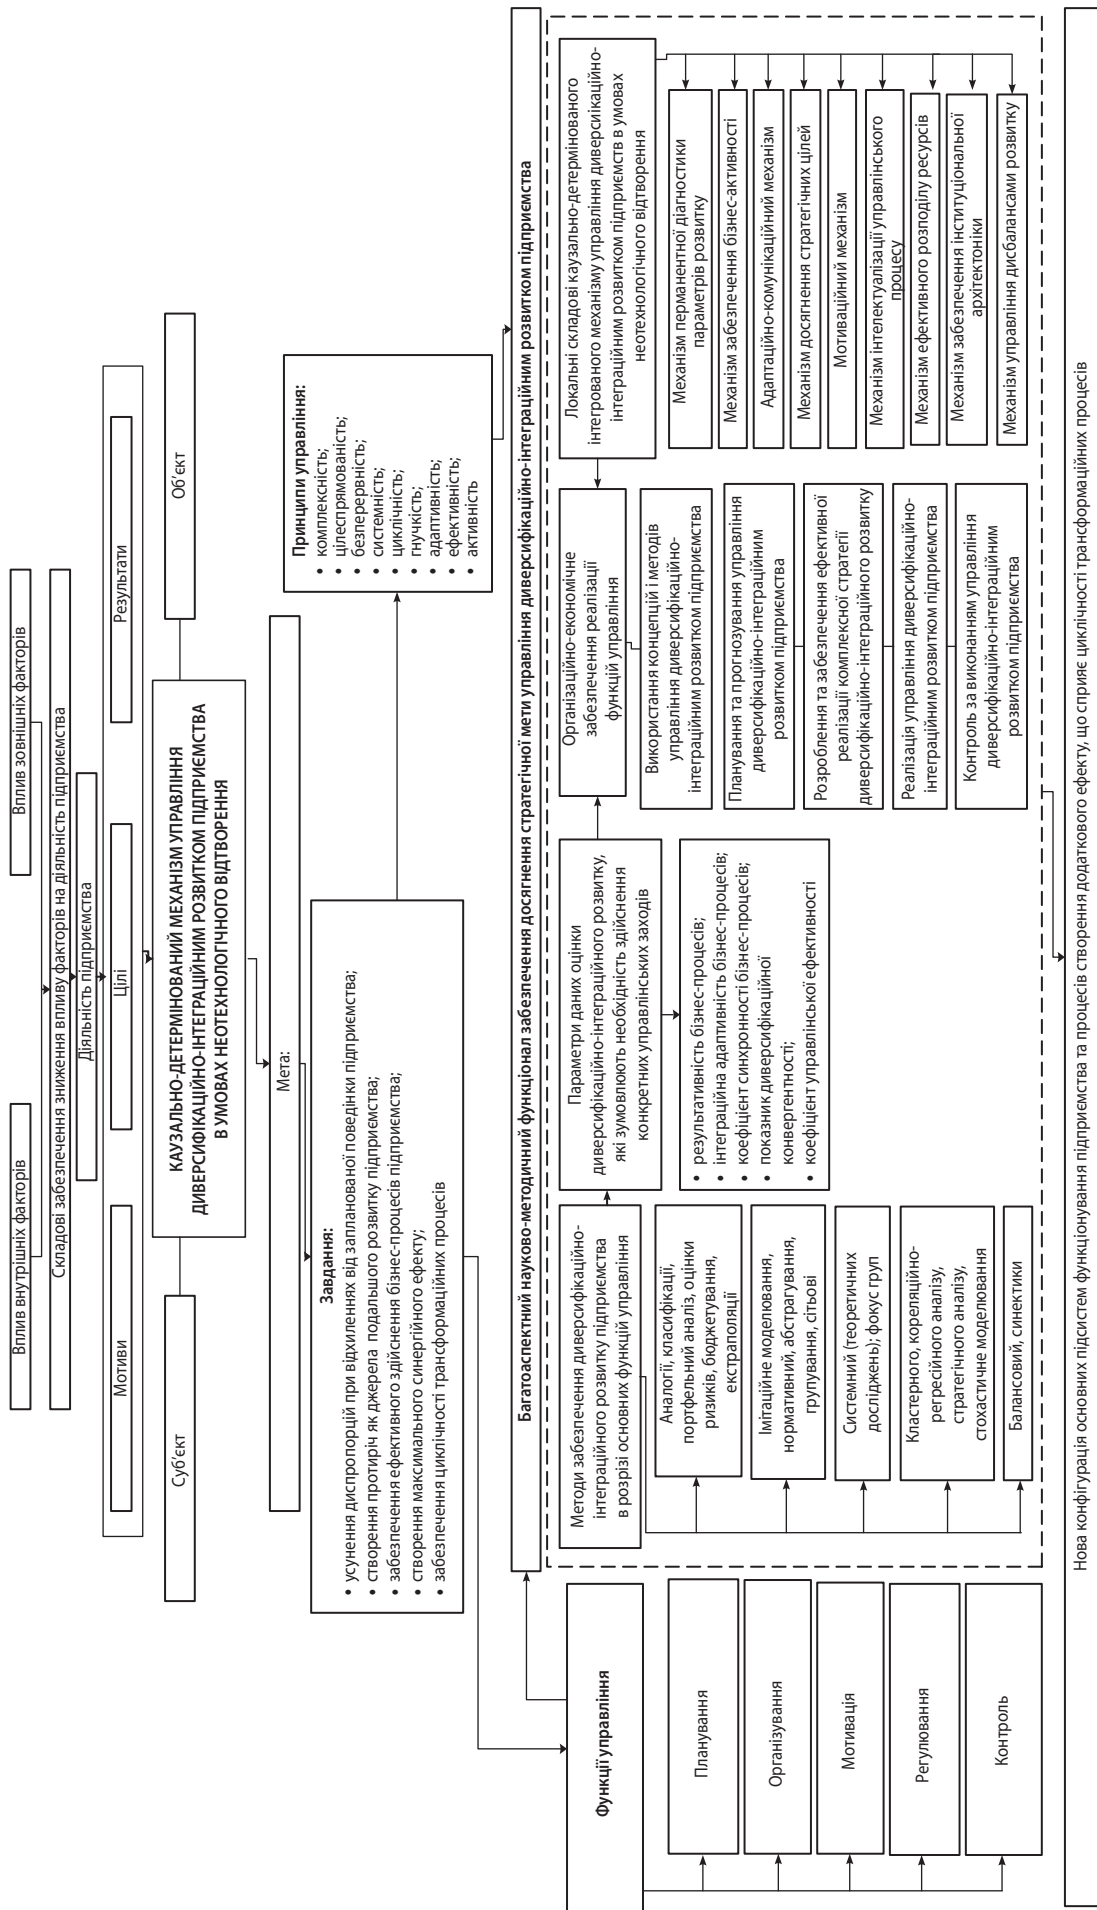 Вплив внутрішніх факторів
Вплив зовнішніх факторів
Складові забезпечення зниження впливу факторів на діяльність підприємства
Діяльність підприємства
Мотиви
Цілі
Результати
Суб'єкт
КАУЗАЛЬНО-ДЕТЕРМІНОВАНИЙ МЕХАНІЗМ УПРАВЛІННЯ
ДИВЕРСИФІКАЦІЙНО-ІНТЕГРАЦІЙНИМ РОЗВИТКОМ ПІДПРИЄМСТВА
В УМОВАХ НЕОТЕХНОЛОГІЧНОГО ВІДТВОРЕННЯ
Об'єкт
Мета:
Завдання:
• усунення диспропорцій при відхиленнях від запланованої поведінки підприємства;
• створення протиріч як джерела подальшого розвитку підприємства;
• забезпечення ефективного здійснення бізнес-процесів підприємства;
• створення максимального синергійного ефекту;
• забезпечення циклічності трансформаційних процесів
Принципи управління:
• комплексність;
• цілеспрямованість;
• безперервність;
• системність;
• циклічність;
• гнучкість;
• адаптивність;
• ефективність;
• активність
Багатоаспектний науково-методичний функціонал забезпечення досягнення стратегічної мети управління диверсифікаційно-інтеграційним розвитком підприємства
Функції управління
Планування
Організування
Мотивація
Регулювання
Контроль
Методи забезпечення диверсифікаційно-
інтеграційного розвитку підприємства
в розрізі основних функцій управління
Аналогії, класифікації,
портфельний аналіз, оцінки
ризиків, бюджетування,
екстраполяції
Імітаційне моделювання,
нормативний, абстрагування,
групування, сітьові
Системний (теоретичних
досліджень); фокус груп
Кластерного, кореляційно-
регресійного аналізу,
стратегічного аналізу,
стохастичне моделювання
Балансовий, синектики
Параметри даних оцінки
диверсифікаційно-інтеграційного розвитку,
які зумовлюють необхідність здійснення
конкретних управлінських заходів
• результативність бізнес-процесів;
• інтеграційна адаптивність бізнес-процесів;
• коефіцієнт синхронності бізнес-процесів;
• показник диверсифікаційної
конвергентності;
• коефіцієнт управлінської ефективності
Організаційно-економічне
забезпечення реалізації
функцій управління
Використання концепцій і методів
управління диверсифікаційно-
інтеграційним розвитком підприємства
Планування та прогнозування управління
диверсифікаційно-інтеграційним
розвитком підприємства
Розроблення та забезпечення ефективної
реалізації комплексної стратегії
диверсифікаційно-інтеграційного розвитку
Реалізація управління диверсифікаційно-
інтеграційним розвитком підприємства
Контроль за виконанням управління
диверсифікаційно-інтеграційним
розвитком підприємства
Локальні складові каузально-детермінованого
інтегрованого механізму управління диверсиікаційно-
інтеграційним розвитком підприємств в умовах
неотехнологічного відтворення
Механізм перманентної діагностики
параметрів розвитку
Механізм забезпечення бізнес-активності
Адаптаційно-комунікаційний механізм
Механізм досягнення стратегічних цілей
Мотиваційний механізм
Механізм інтелектуалізації управлінського
процесу
Механізм ефективного розподілу ресурсів
Механізм забезпечення інституціональної
архітектоніки
Механізм управління дисбалансами розвитку
Нова конфігурація основних підсистем функціонування підприємства та процесів створення додаткового ефекту, що сприяє циклічності трансформаційних процесів